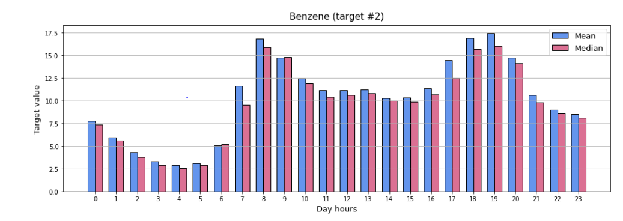 Benzene (target #2)
Mean
Median
17.5
15.0
12.5
10.0
7.5
5.0
2.5
0.0
Target value
0 1 2 3 4 5 6 7 8 9 10 11 12 13 14 15 16 17 18 19 20 21 22 23
Day hours